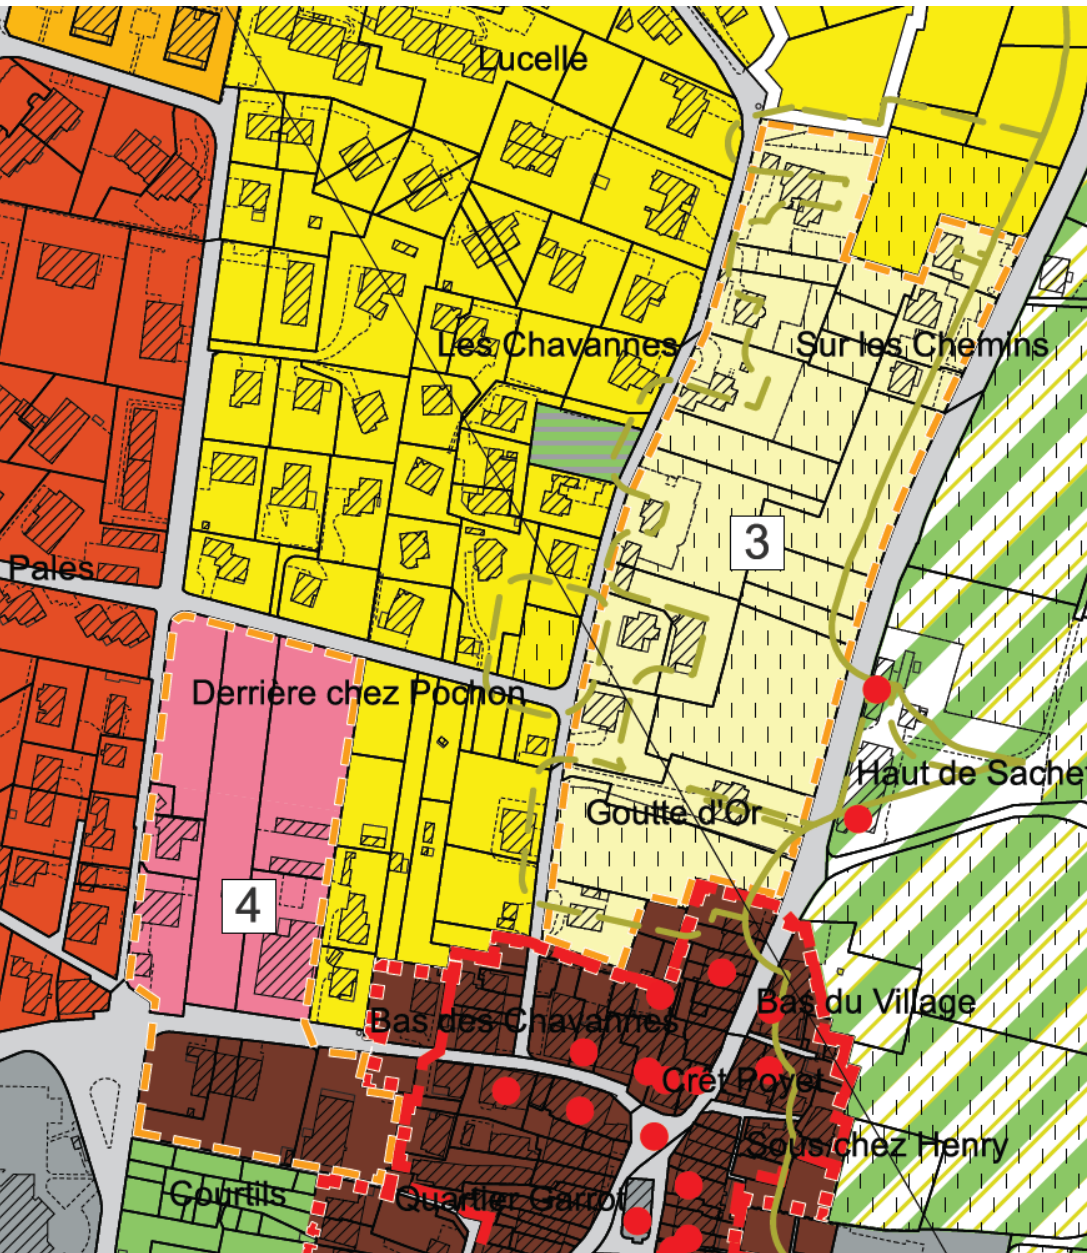 Lucelle
Les Chavannes
Sur les Chemins
3
Pales
Derrière chez Pochon
Haut de Sache
Goutte d'Or
4
Bas des Chavannes
Bas du Village
Crêt Poyet
Sous chez Henry
Courtils
Quartier Garrot